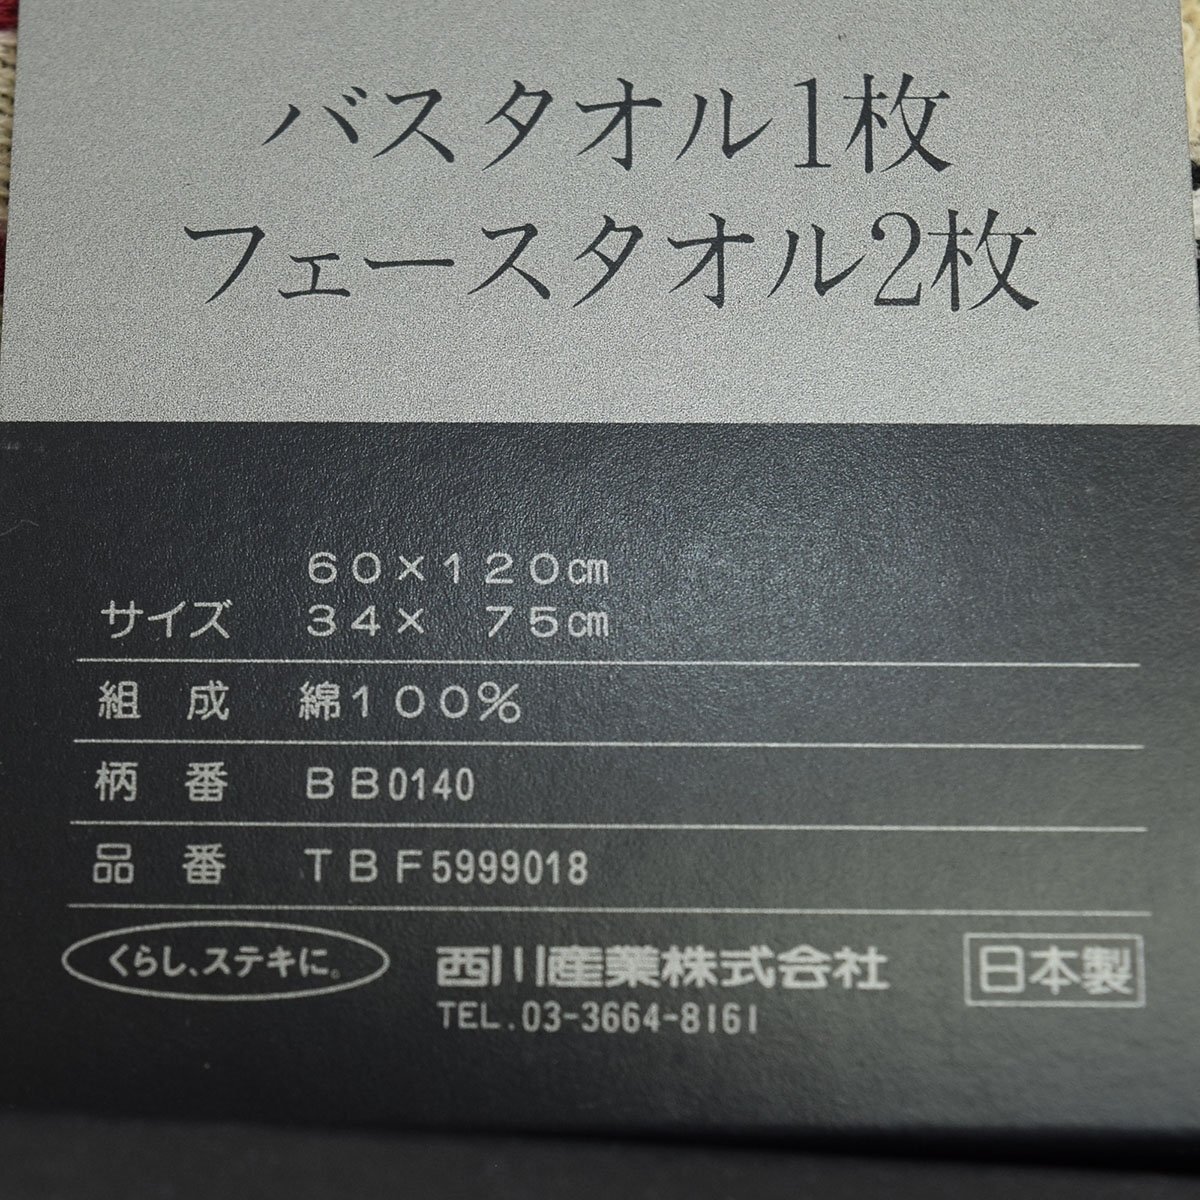 バスタオル1枚
フェースタオル2枚
60×120cm
サイズ 34× 75cm
組成 綿100%
柄番 BB0140
品番 TBF5999018
くらし、ステキに。 西川産業株式会社 日本製
TEL.03-3664-8161